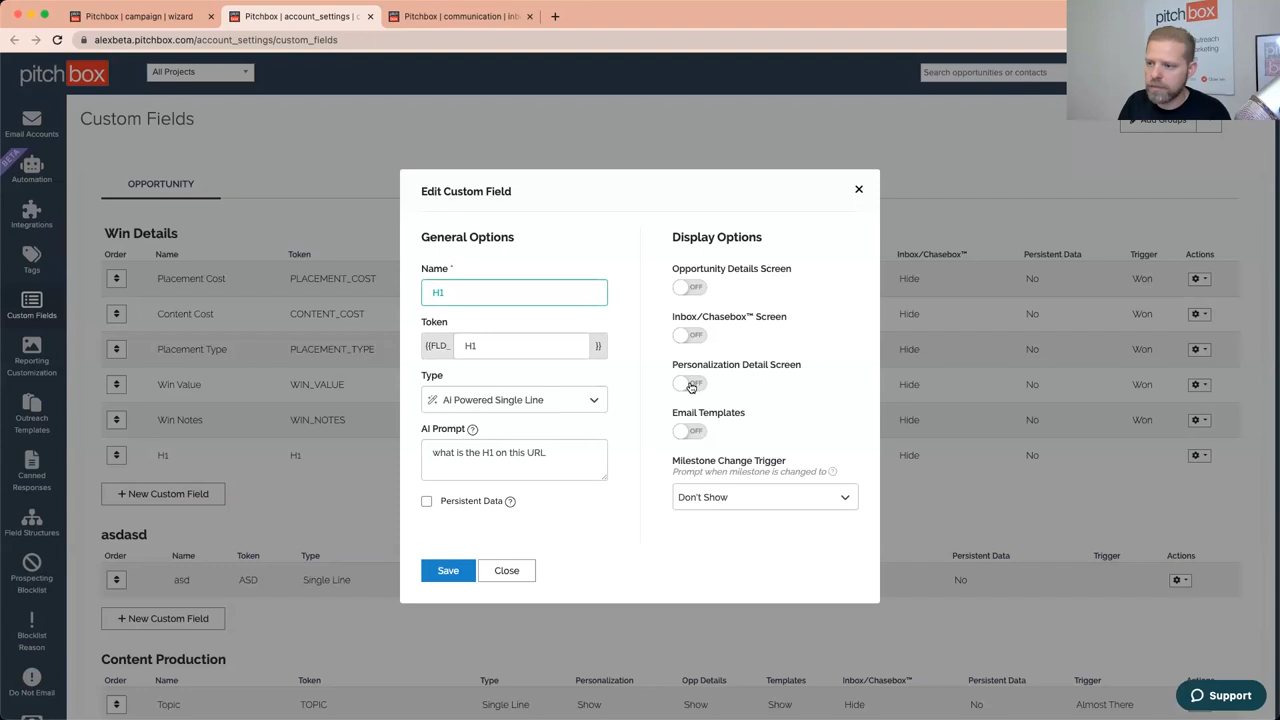 Pitchbox | campaign | wizard
Pitchbox | account_settings | c
Pitchbox | communication | inb
alexbeta.pitchbox.com/account_settings/custom_fields
pitchbox
All Projects
Search opportunities or contacts
pitchbox
Outreach
marketing
Custom Fields
Add Groups
Email Accounts
BETA
Automation
Integrations
Tags
Custom Fields
Reporting
Customization
Outreach
Templates
Canned
Responses
Field Structures
Prospecting
Blocklist
Blocklist
Reason
Do Not Email
OPPORTUNITY
Win Details
Order Name Token Inbox/Chasebox™ Persistent Data Trigger Actions
Placement Cost PLACEMENT_COST Hide No Won
Content Cost CONTENT_COST Hide No Won
Placement Type PLACEMENT_TYPE Hide No Won
Win Value WIN_VALUE Hide No Won
Win Notes WIN_NOTES Hide No Won
H1 H1 Hide No
+ New Custom Field
asdasd
Order Name Token Type Persistent Data Trigger Actions
asd ASD Single Line No
+ New Custom Field
Content Production
Order Name Token Type Personalization Opp Details Templates Inbox/Chasebox™ Persistent Data Trigger Actions
Topic TOPIC Single Line Show Show Show Hide No Almost There
Edit Custom Field
General Options
Name *
H1
Token
{{FLD_ H1 }}
Type
Ai Powered Single Line
AI Prompt ?
what is the H1 on this URL
Persistent Data ?
Save Close
Display Options
Opportunity Details Screen
OFF
Inbox/Chasebox™ Screen
OFF
Personalization Detail Screen
OFF
Email Templates
OFF
Milestone Change Trigger
Prompt when milestone is changed to ?
Don't Show
Support